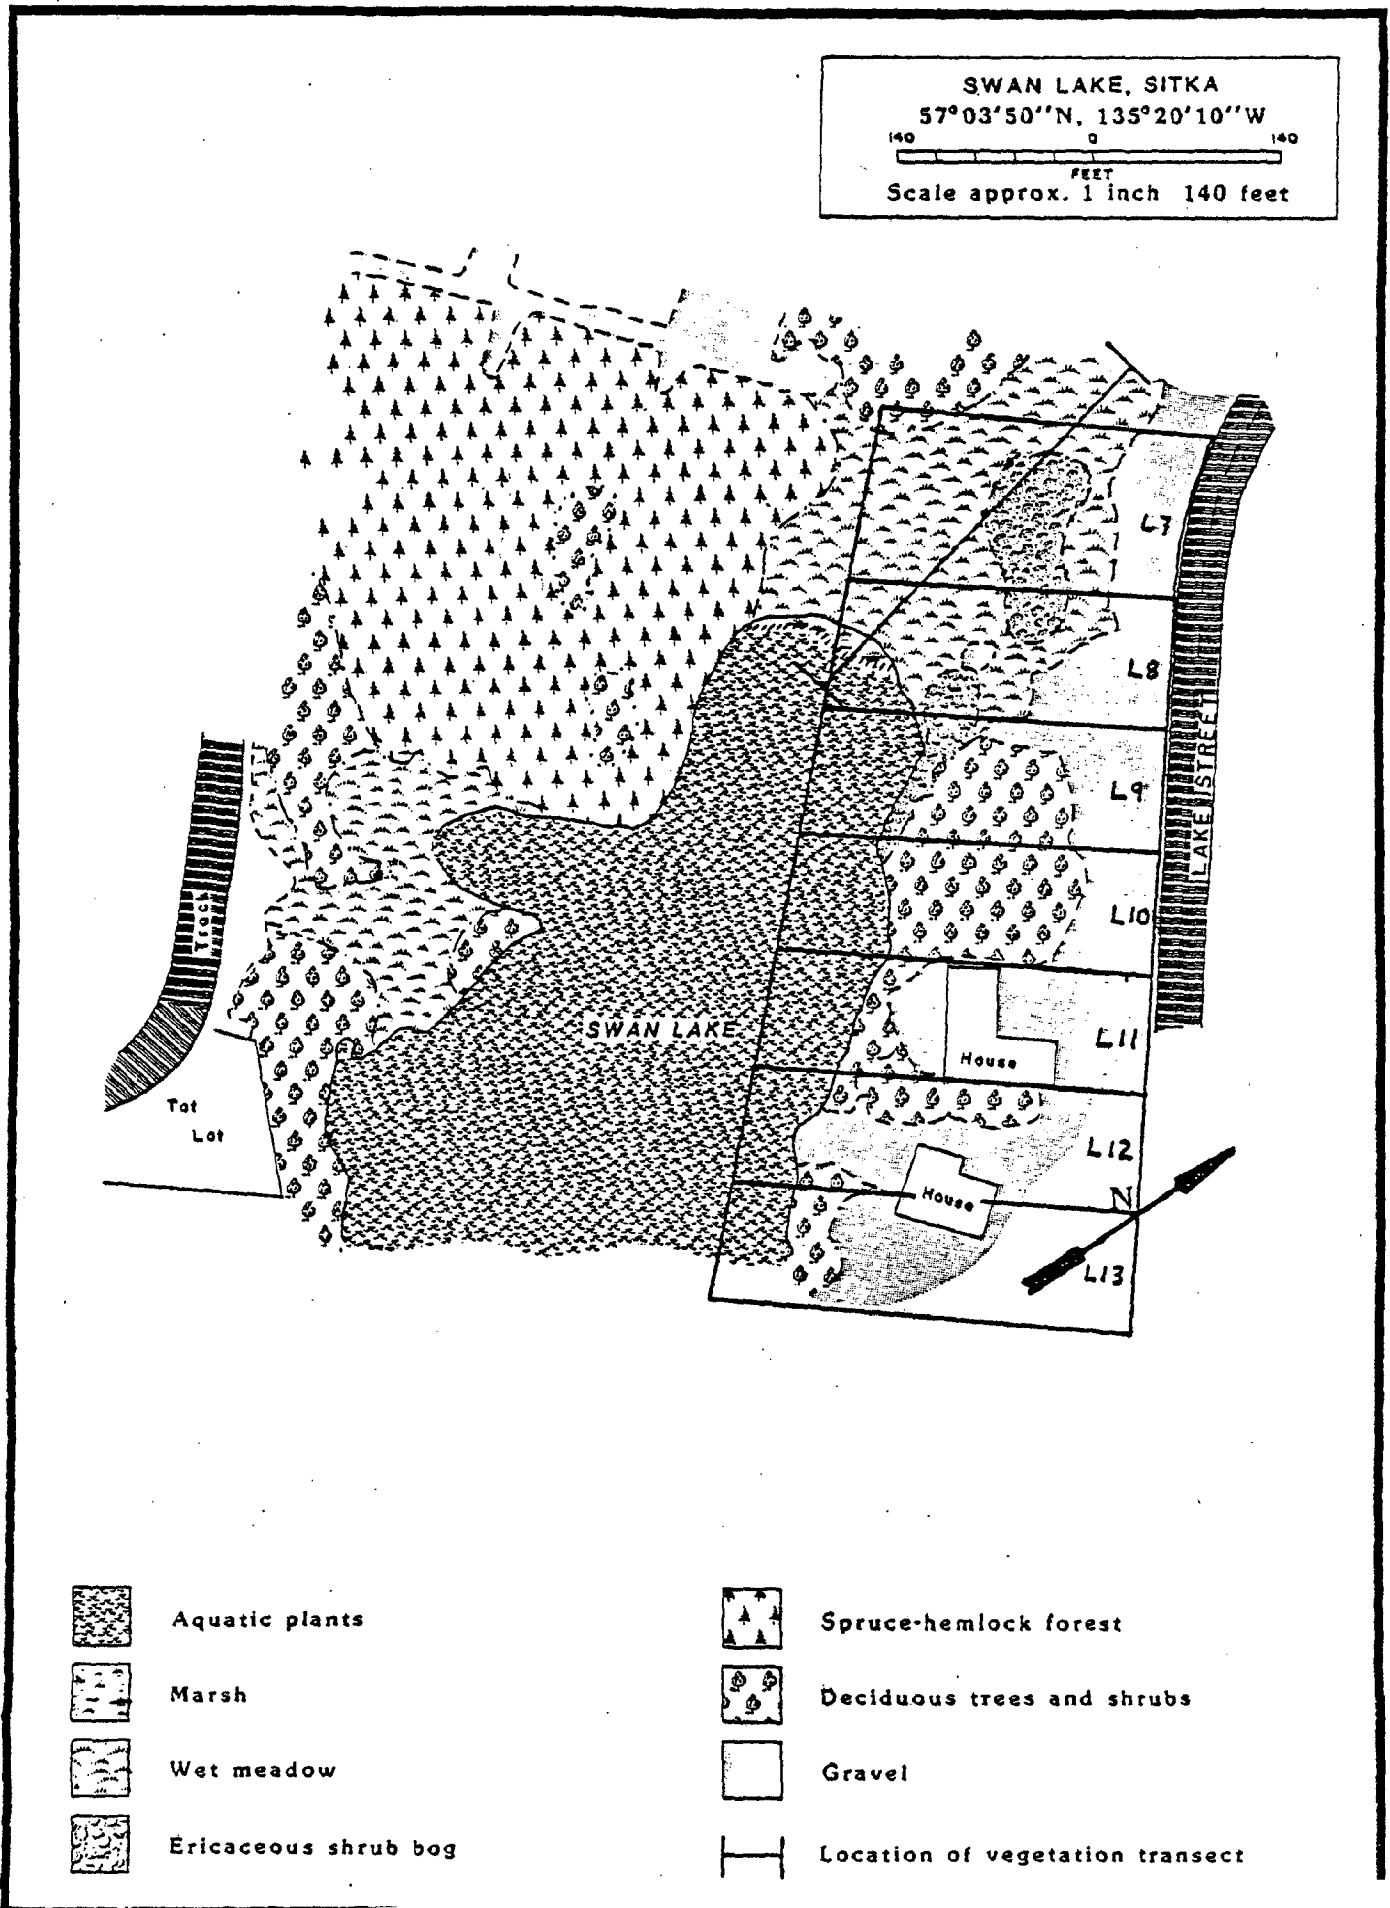 SWAN LAKE, SITKA
57°03'50"N, 135°20'10"W
140 0 140
FEET
Scale approx. 1 inch 140 feet
L7
L8
LAKE STREET
L9
L10
Track
SWAN LAKE
L11
House
Tot
Lot
L12
N
House
L13
Aquatic plants
Spruce-hemlock forest
Marsh
Deciduous trees and shrubs
Wet meadow
Gravel
Ericaceous shrub bog
Location of vegetation transect